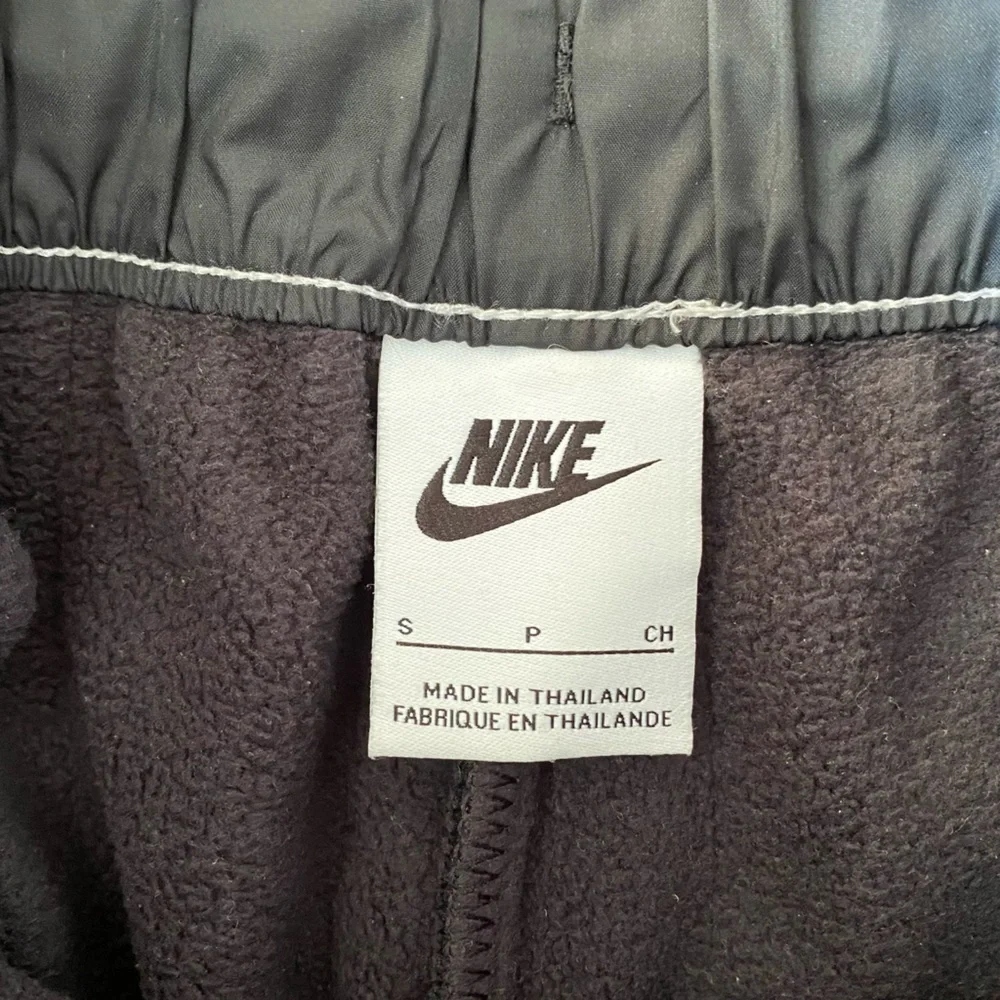 NIKE
S P CH
MADE IN THAILAND
FABRIQUE EN THAILANDE